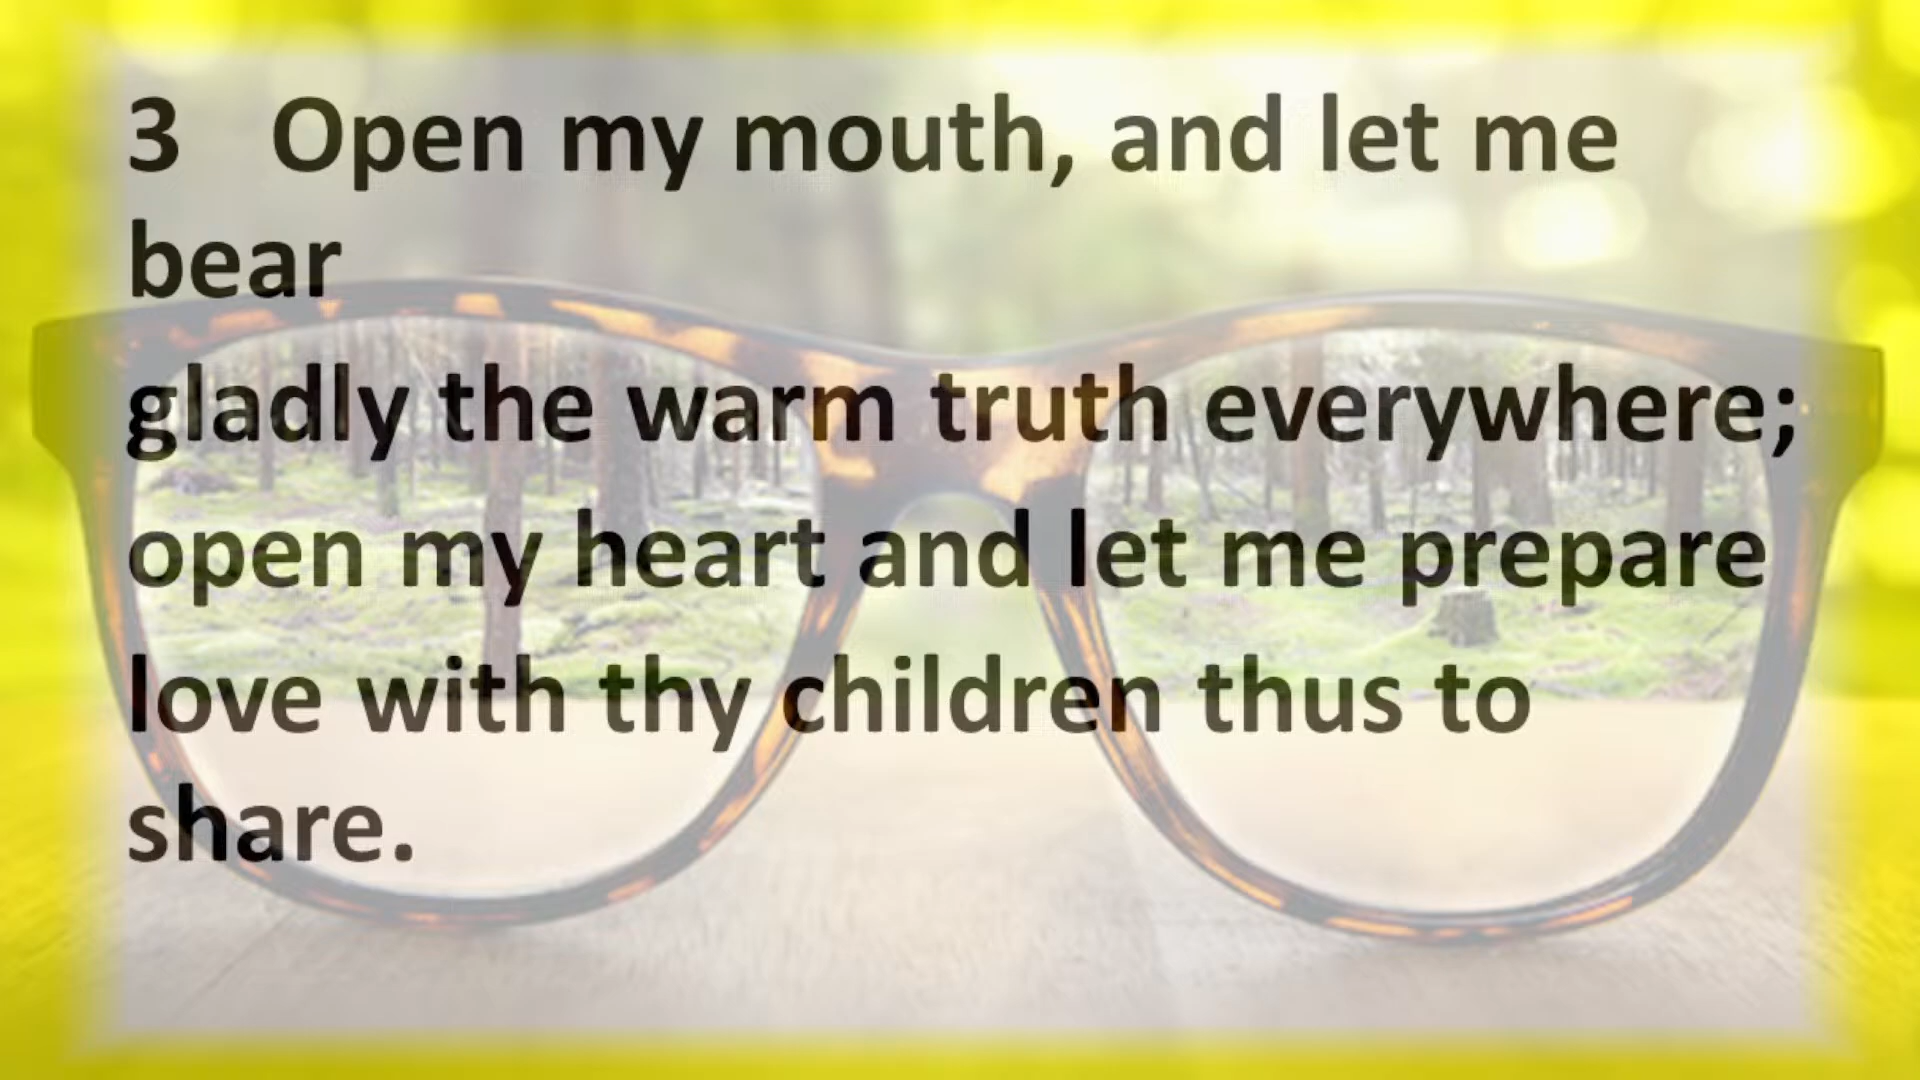 3 Open my mouth, and let me
bear
gladly the warm truth everywhere;
open my heart and let me prepare
love with thy children thus to
share.